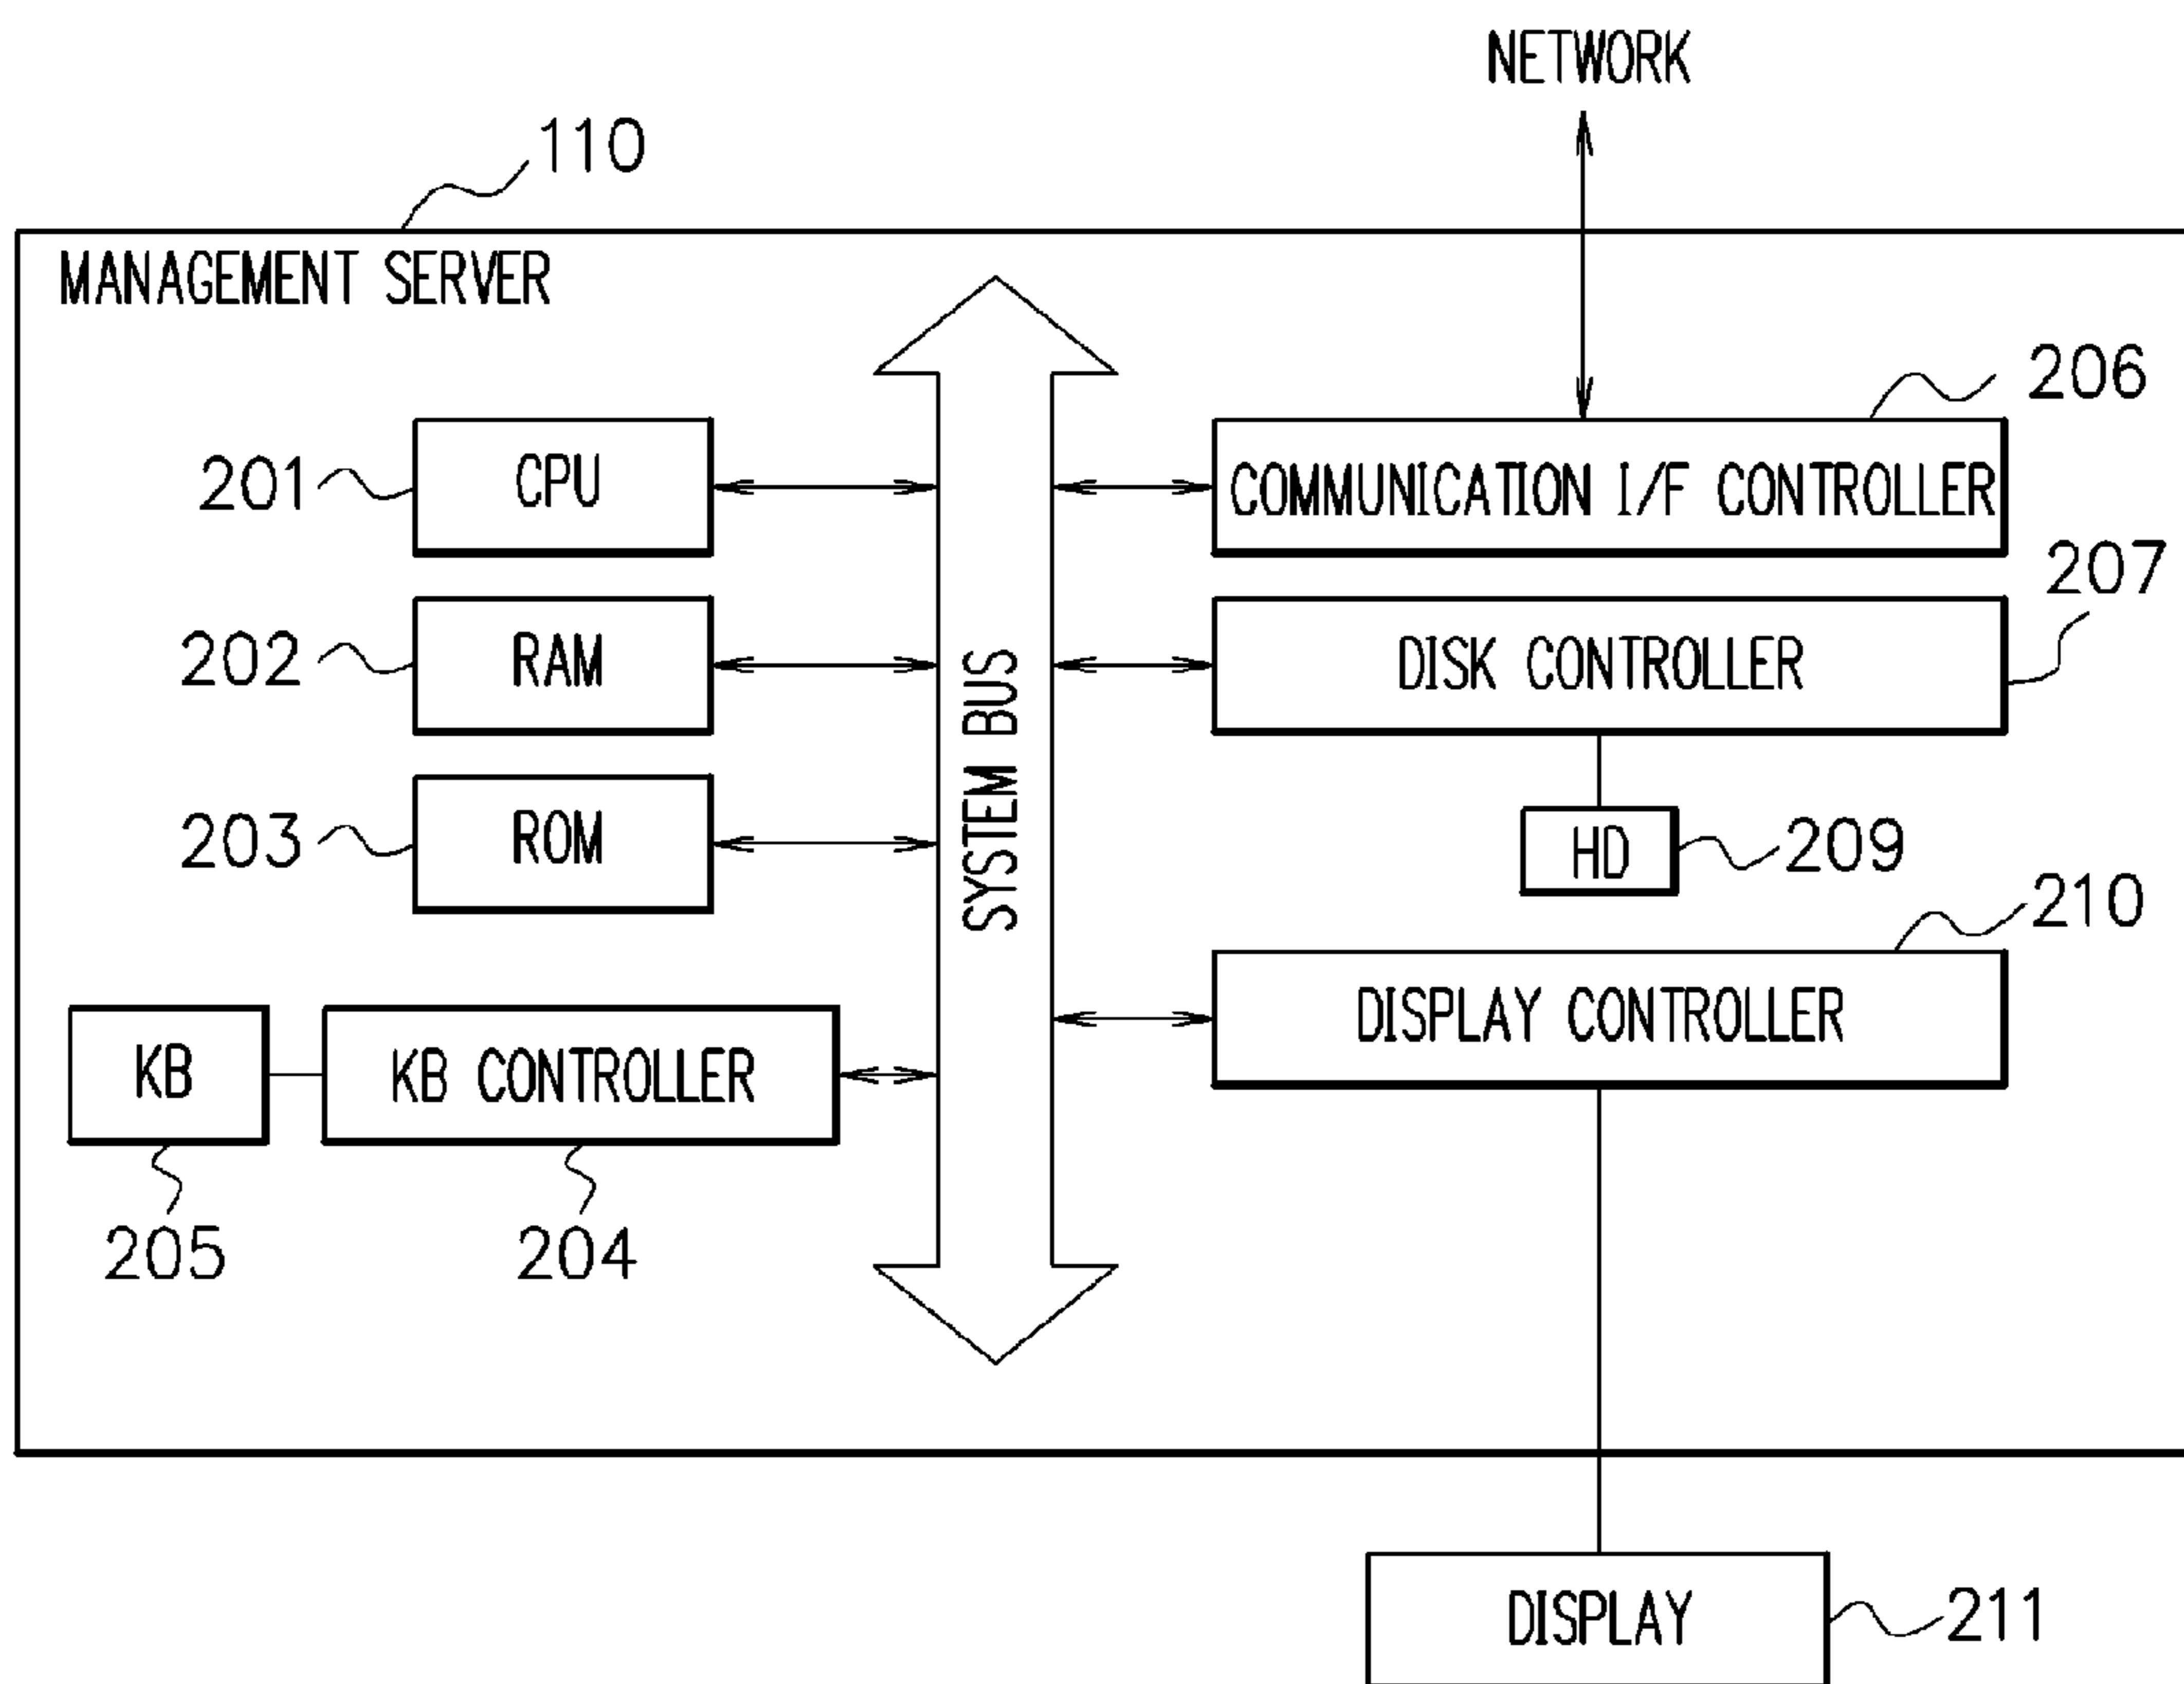 NETWORK
110
MANAGEMENT SERVER
206
201
CPU
COMMUNICATION I/F CONTROLLER
207
202
RAM
DISK CONTROLLER
SYSTEM BUS
203
ROM
HD
209
210
DISPLAY CONTROLLER
KB
KB CONTROLLER
205
204
DISPLAY
211